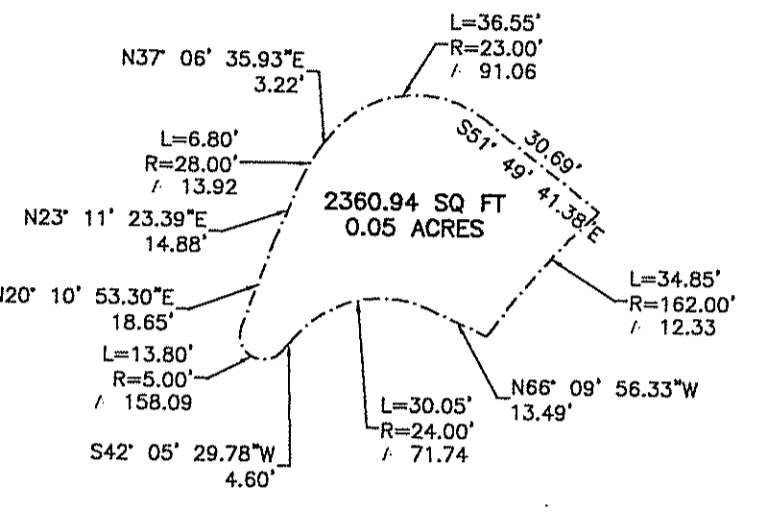 L=36.55'
R=23.00'
91.06
N37° 06' 35.93"E
3.22'
L=6.80'
R=28.00'
13.92
30.69'
S51° 49' 41.38"E
2360.94 SQ FT
0.05 ACRES
N23° 11' 23.39"E
14.88'
N20° 10' 53.30"E
18.65'
L=34.85'
R=162.00'
12.33
L=13.80'
R=5.00'
158.09
N66° 09' 56.33"W
13.49'
L=30.05'
R=24.00'
71.74
S42° 05' 29.78"W
4.60'